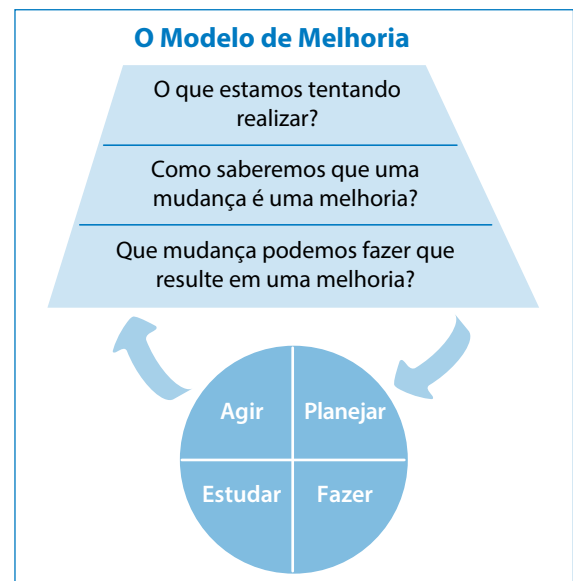 O Modelo de Melhoria
O que estamos tentando
realizar?
Como saberemos que uma
mudança é uma melhoria?
Que mudança podemos fazer que
resulte em uma melhoria?
Agir
Planejar
Estudar
Fazer